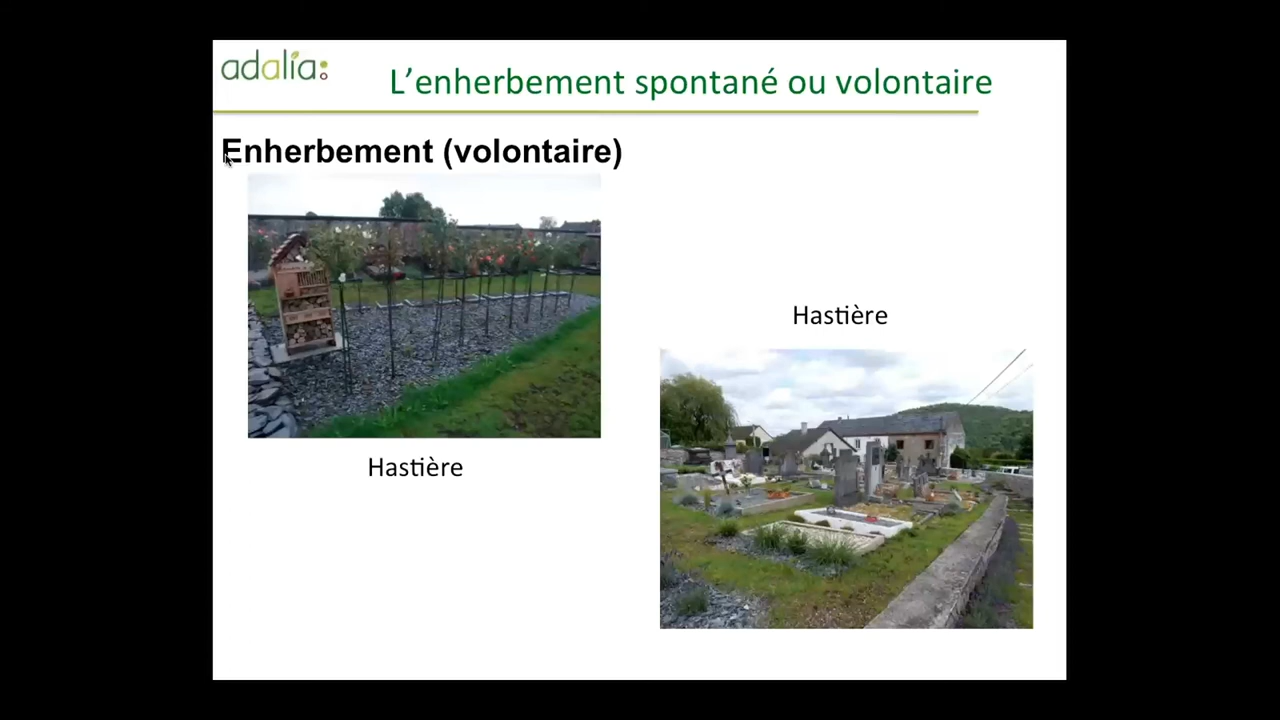 adalia
L’enherbement spontané ou volontaire
Enherbement (volontaire)
Hastière
Hastière